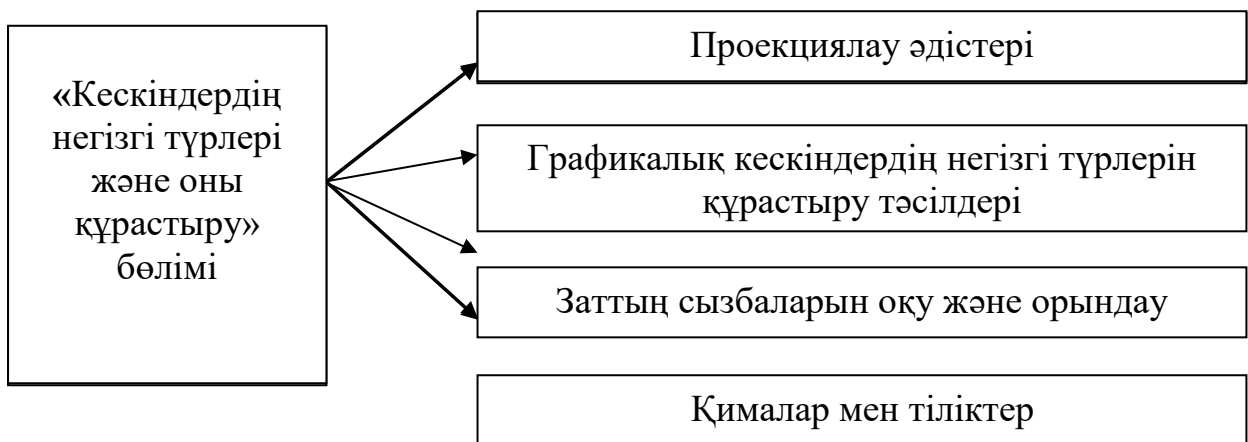 «Кескіндердің
негізгі түрлері
және оны
құрастыру»
бөлімі
Проекциялау әдістері
Графикалық кескіндердің негізгі түрлерін
құрастыру тәсілдері
Заттың сызбаларын оқу және орындау
Қималар мен тіліктер